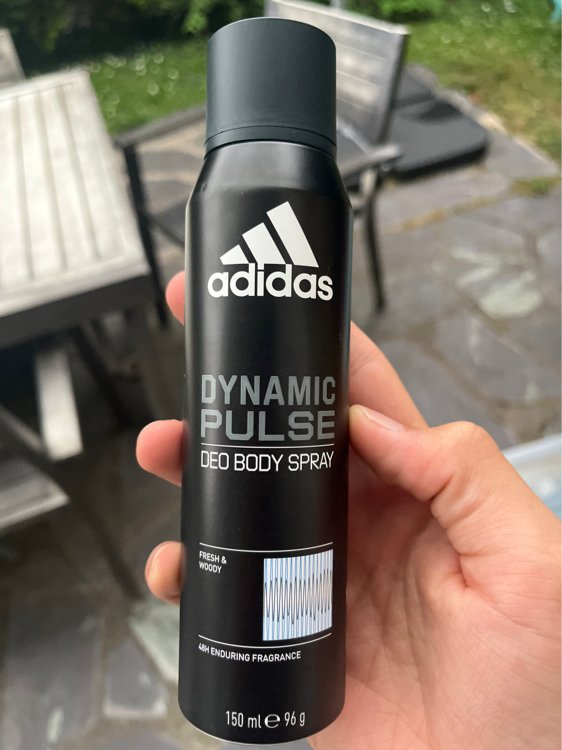 adidas
DYNAMIC
PULSE
DEO BODY SPRAY
FRESH &
WOODY
48H ENDURING FRAGRANCE
150 ml ℮ 96 g